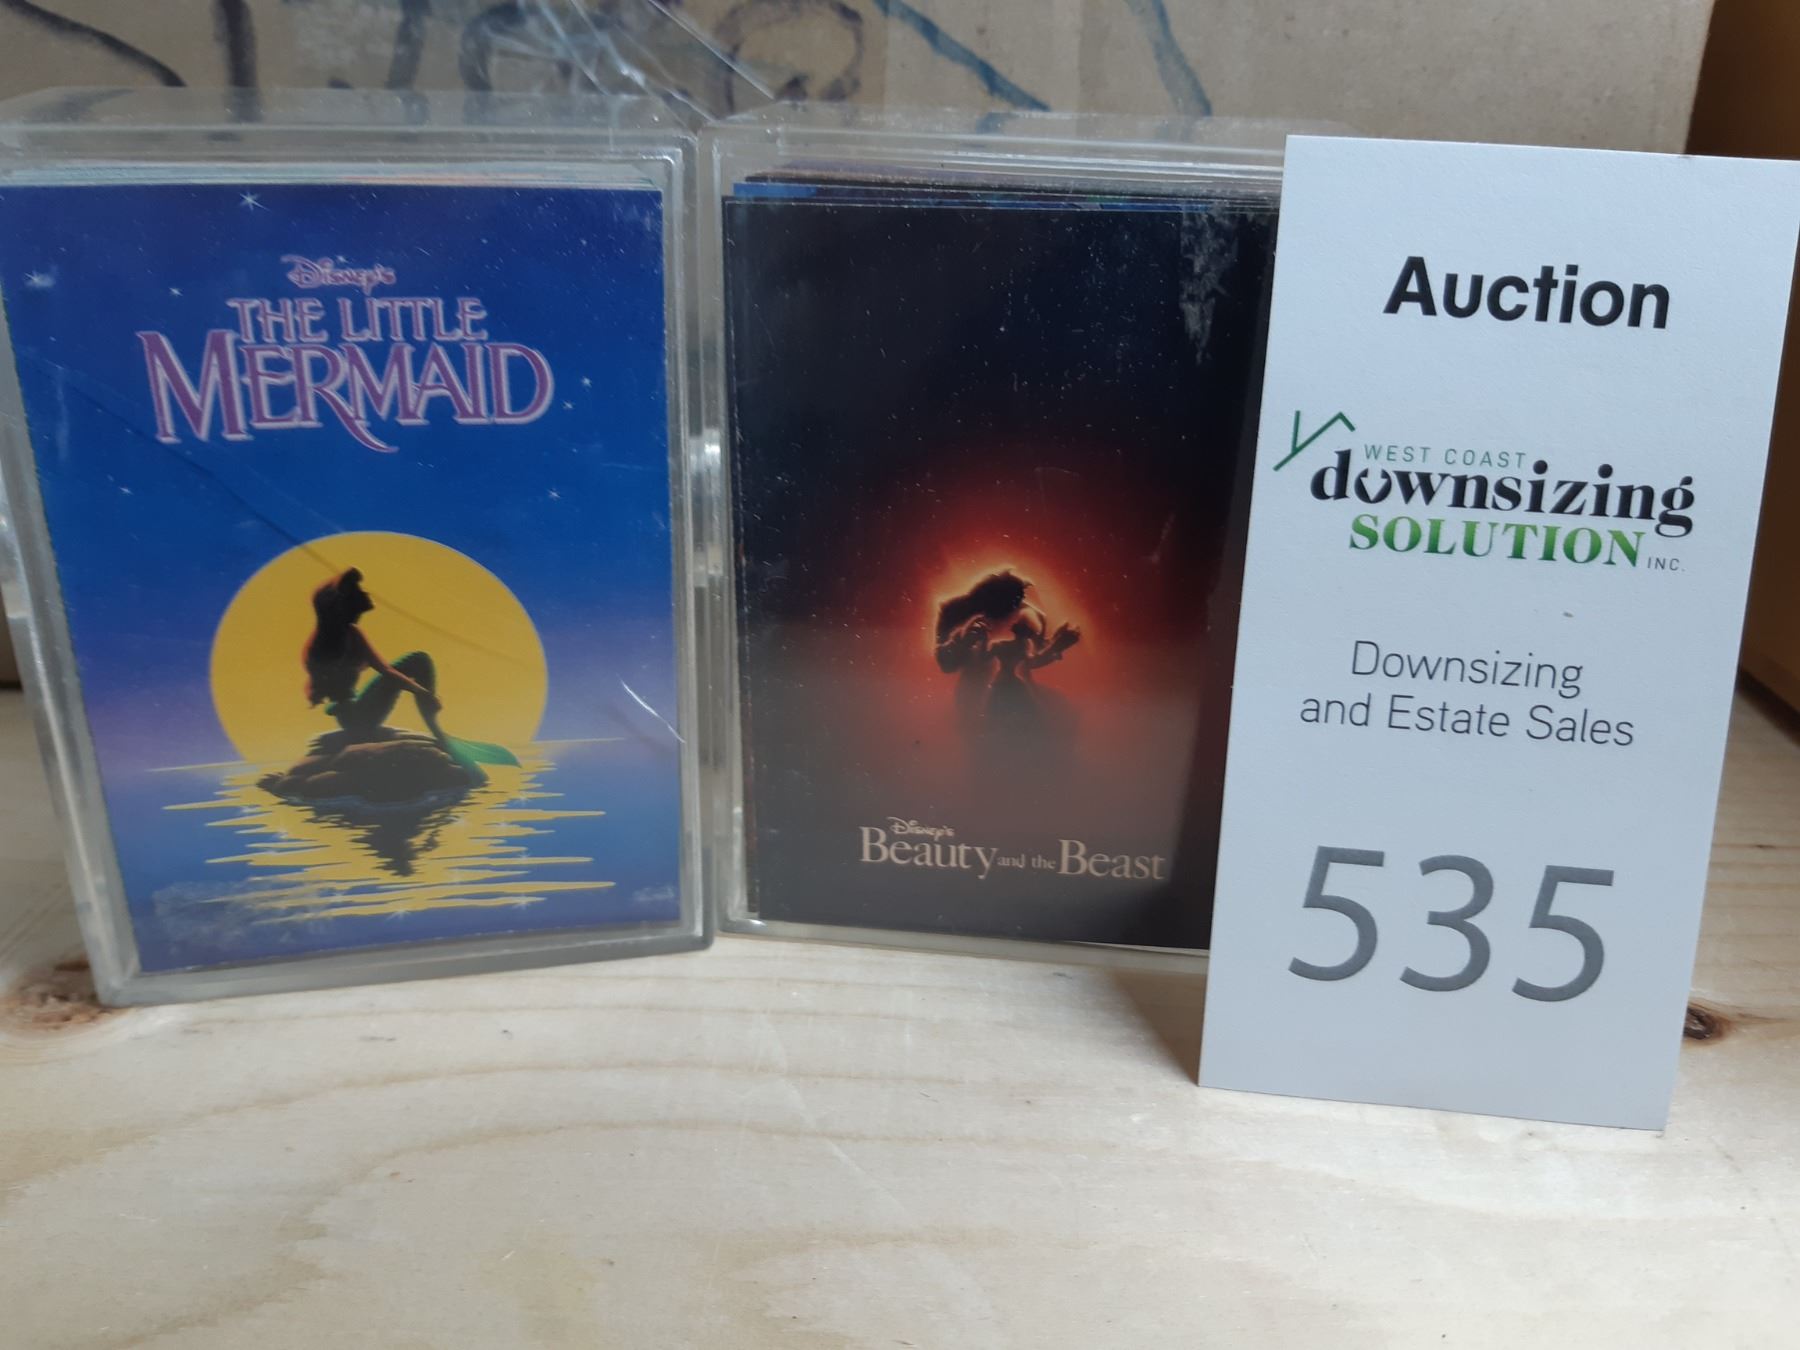 Disney's
THE LITTLE
MERMAID
Disney's
Beauty and the Beast
Auction
WEST COAST
downsizing
SOLUTION INC.
Downsizing
and Estate Sales
535